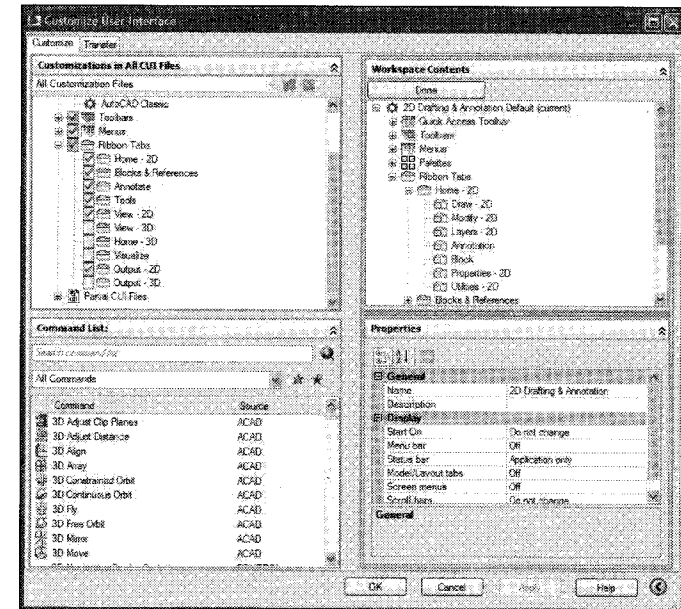 Customize User Interface
Customize Transfer
Customizations in All CUI Files
All Customization Files
AutoCAD Classic
Toolbars
Menus
Ribbon Tabs
Home - 2D
Blocks & References
Annotate
Tools
View - 2D
View - 3D
Home - 3D
Visualize
Output - 2D
Output - 3D
Partial CUI Files
Command List:
Search command list
All Commands
Command Source
3D Adjust Clip Planes ACAD
3D Adjust Distance ACAD
3D Align ACAD
3D Array ACAD
3D Constrained Orbit ACAD
3D Continuous Orbit ACAD
3D Fly ACAD
3D Free Orbit ACAD
3D Mirror ACAD
3D Move ACAD
Workspace Contents
Done
2D Drafting & Annotation Default (current)
Quick Access Toolbar
Toolbars
Menus
Palettes
Ribbon Tabs
Home - 2D
Draw - 2D
Modify - 2D
Layers - 2D
Annotation
Block
Properties - 2D
Utilities - 2D
Blocks & References
Properties
General
Name 2D Drafting & Annotation
Description
Display
Start On Do not change
Menu bar Off
Status bar Application only
Model/Layout tabs Off
Screen menus Off
Scroll bars Do not change
General
OK Cancel Apply Help